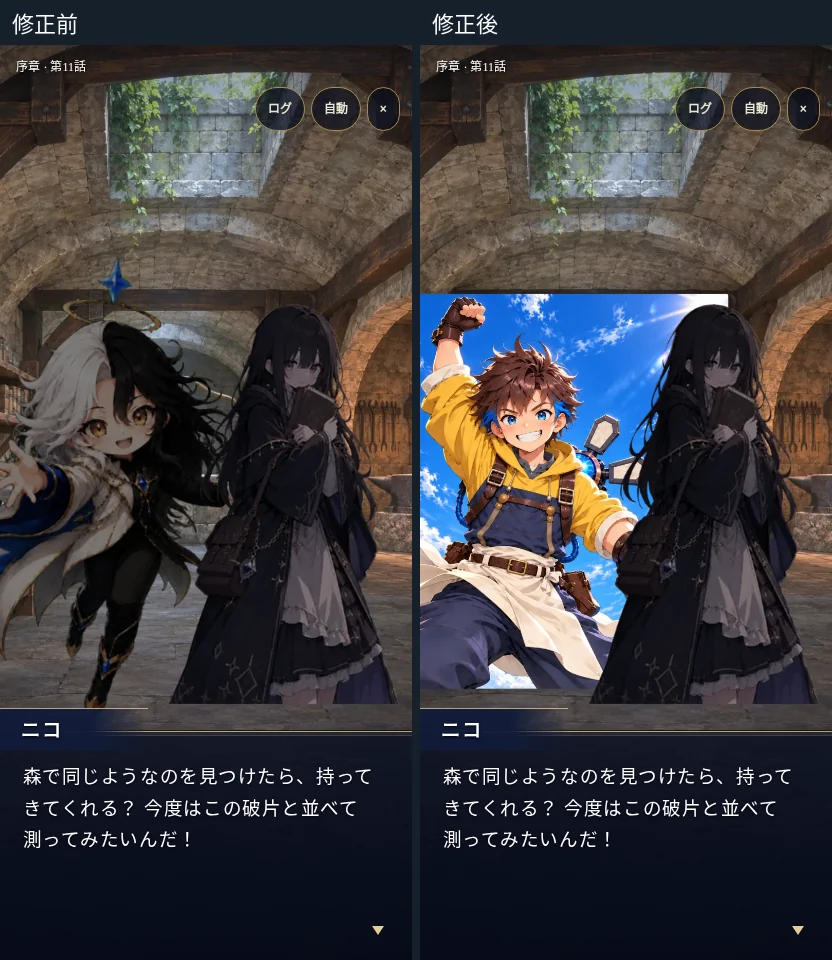 修正前
序章・第11話
ログ
自動
×
ニコ
森で同じようなのを見つけたら、持って
きてくれる？ 今度はこの破片と並べて
測ってみたいんだ！
修正後
序章・第11話
ログ
自動
×
ニコ
森で同じようなのを見つけたら、持って
きてくれる？ 今度はこの破片と並べて
測ってみたいんだ！